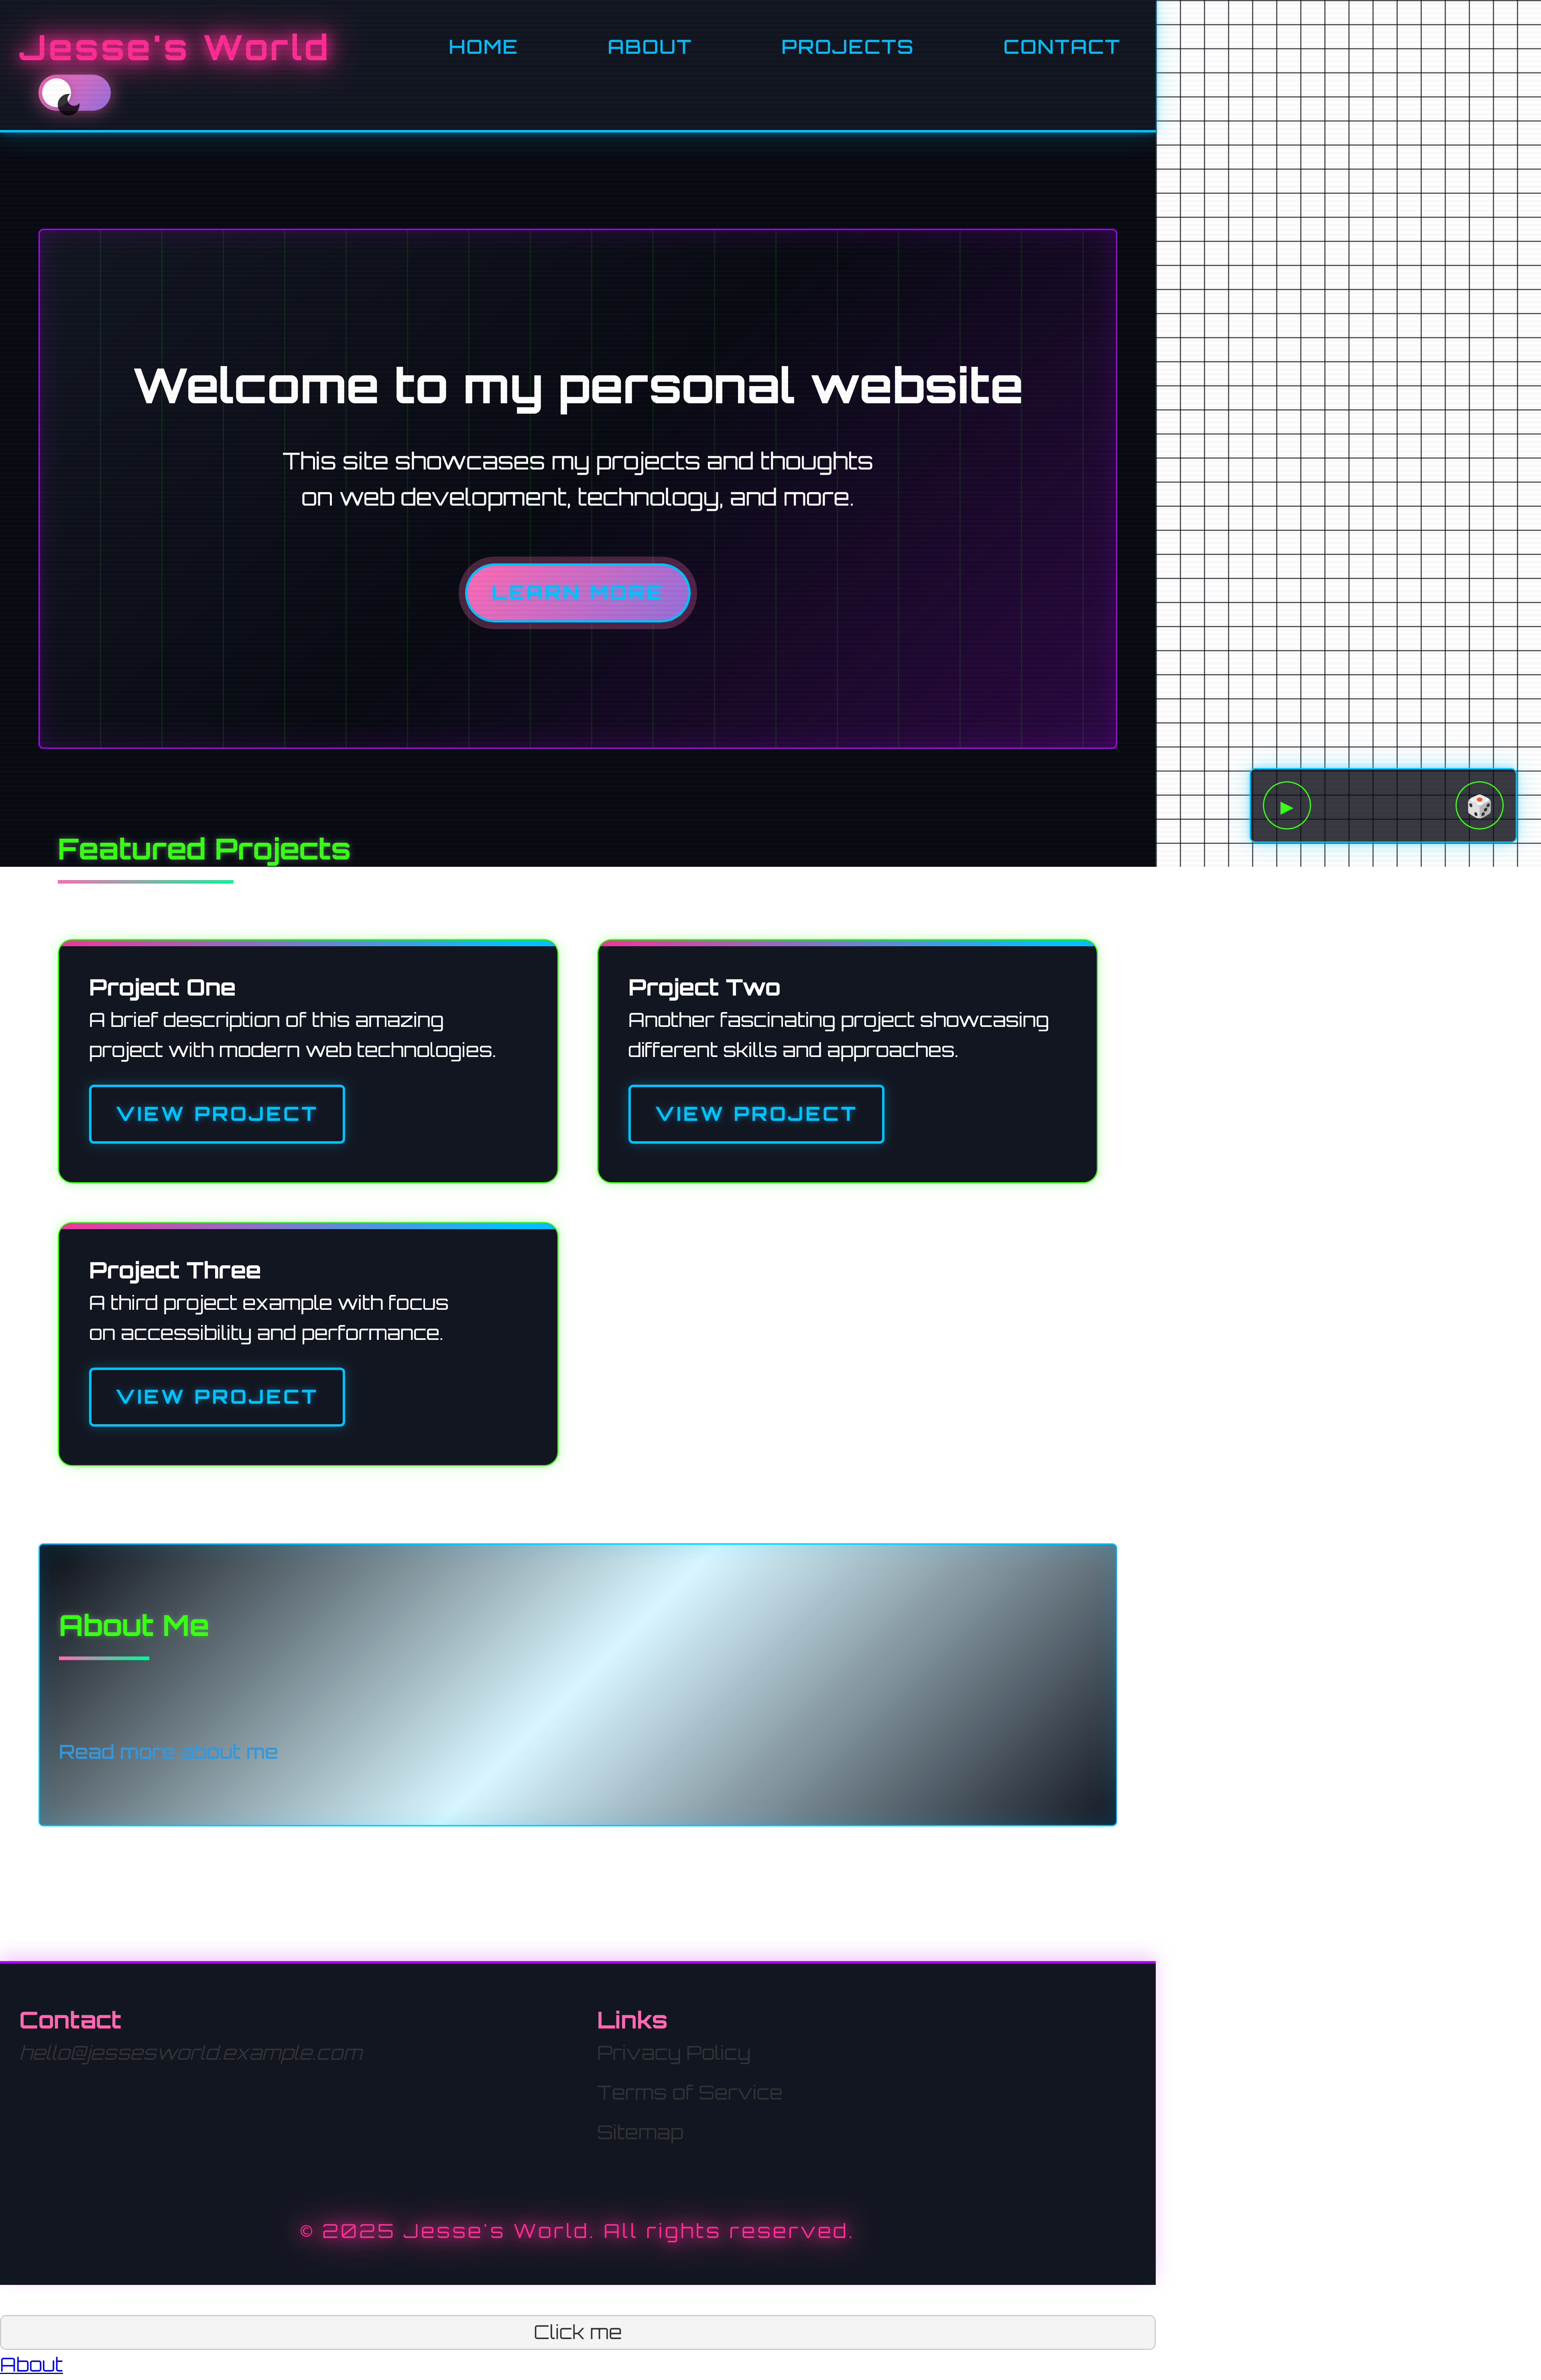 Jesse's World
HOME
ABOUT
PROJECTS
CONTACT
Welcome to my personal website
This site showcases my projects and thoughts
on web development, technology, and more.
LEARN MORE
Featured Projects
Project One
A brief description of this amazing
project with modern web technologies.
VIEW PROJECT
Project Two
Another fascinating project showcasing
different skills and approaches.
VIEW PROJECT
Project Three
A third project example with focus
on accessibility and performance.
VIEW PROJECT
About Me
Read more about me
Contact
hello@jessesworld.example.com
Links
Privacy Policy
Terms of Service
Sitemap
© 2025 Jesse's World. All rights reserved.
Click me
About